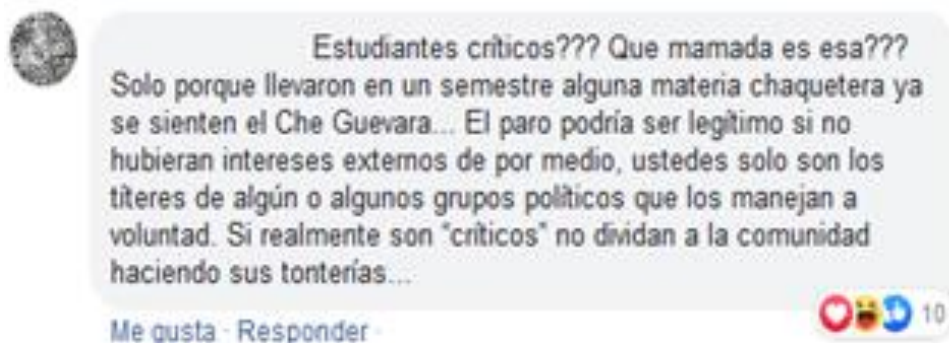 Estudiantes críticos??? Que mamada es esa???
Solo porque llevaron en un semestre alguna materia chaquetera ya
se sienten el Che Guevara... El paro podría ser legítimo si no
hubieran intereses externos de por medio, ustedes solo son los
títeres de algún o algunos grupos políticos que los manejan a
voluntad. Si realmente son "críticos" no dividan a la comunidad
haciendo sus tonterías...
10
Me gusta · Responder ·